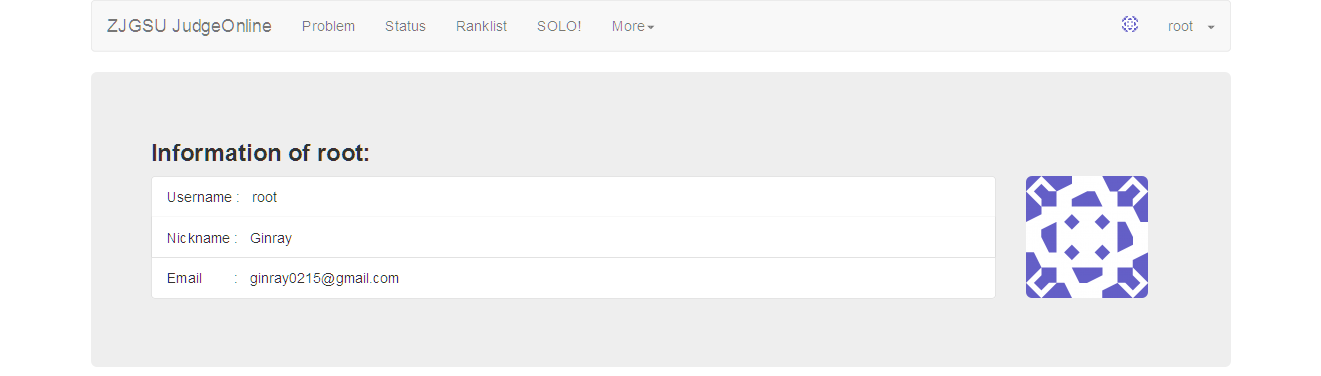 ZJGSU JudgeOnline Problem Status Ranklist SOLO! More root
Information of root:
Username : root
Nickname : Ginray
Email : ginray0215@gmail.com